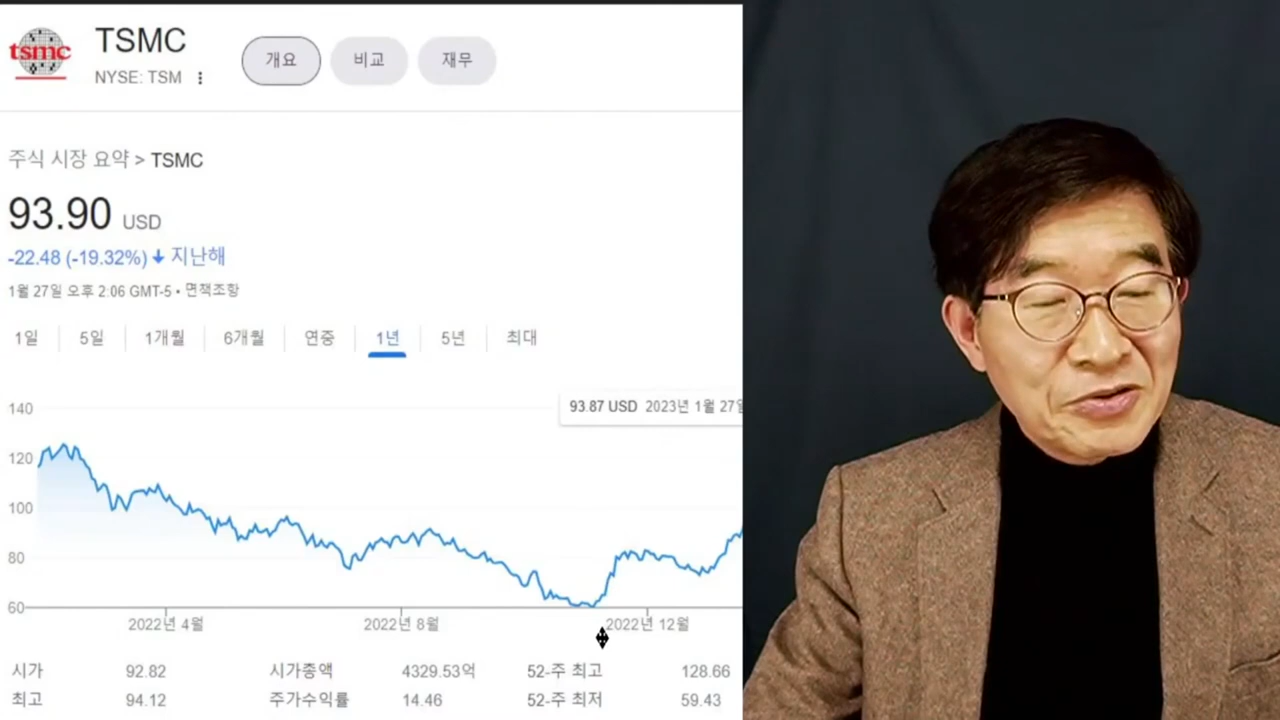 tsmc
TSMC
NYSE: TSM
개요 비교 재무
주식 시장 요약 > TSMC
93.90 USD
-22.48 (-19.32%) 지난해
1월 27일 오후 2:06 GMT-5 • 면책조항
1일 5일 1개월 6개월 연중 1년 5년 최대
93.87 USD 2023년 1월 27일
140
120
100
80
60
2022년 4월 2022년 8월 2022년 12월
시가 92.82 시가총액 4329.53억 52-주 최고 128.66
최고 94.12 주가수익률 14.46 52-주 최저 59.43